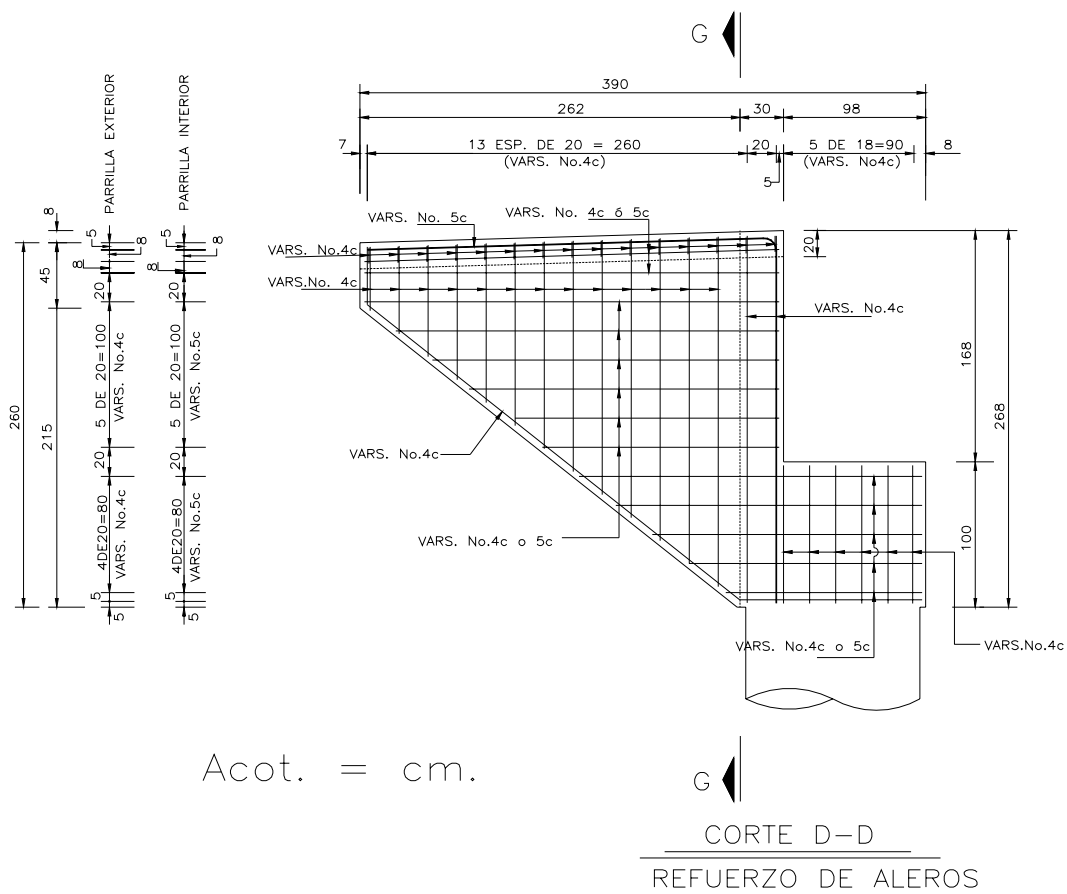 G
390
262
30
98
7
13 ESP. DE 20 = 260
(VARS. No.4c)
20
5
5 DE 18=90
(VARS. No4c)
8
PARRILLA EXTERIOR
PARRILLA INTERIOR
8
5
8
8
20
5 DE 20=100
VARS. No.4c
20
4DE20=80
VARS. No.4c
5
5
5
8
8
20
5 DE 20=100
VARS. No.5c
20
4DE20=80
VARS. No.5c
5
5
45
215
260
VARS. No. 5c
VARS. No. 4c ó 5c
VARS. No.4c
VARS.No. 4c
20
VARS. No.4c
168
268
100
VARS. No.4c
VARS. No.4c o 5c
VARS. No.4c o 5c
VARS.No.4c
Acot. = cm.
G
CORTE D-D
REFUERZO DE ALEROS